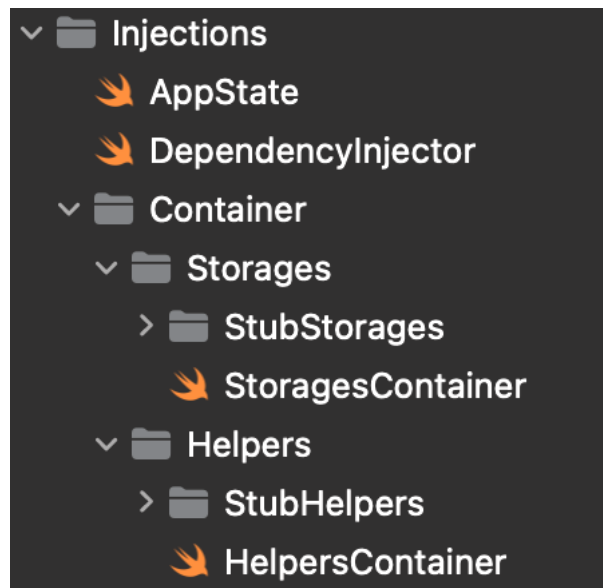 Injections
AppState
DependencyInjector
Container
Storages
StubStorages
StoragesContainer
Helpers
StubHelpers
HelpersContainer